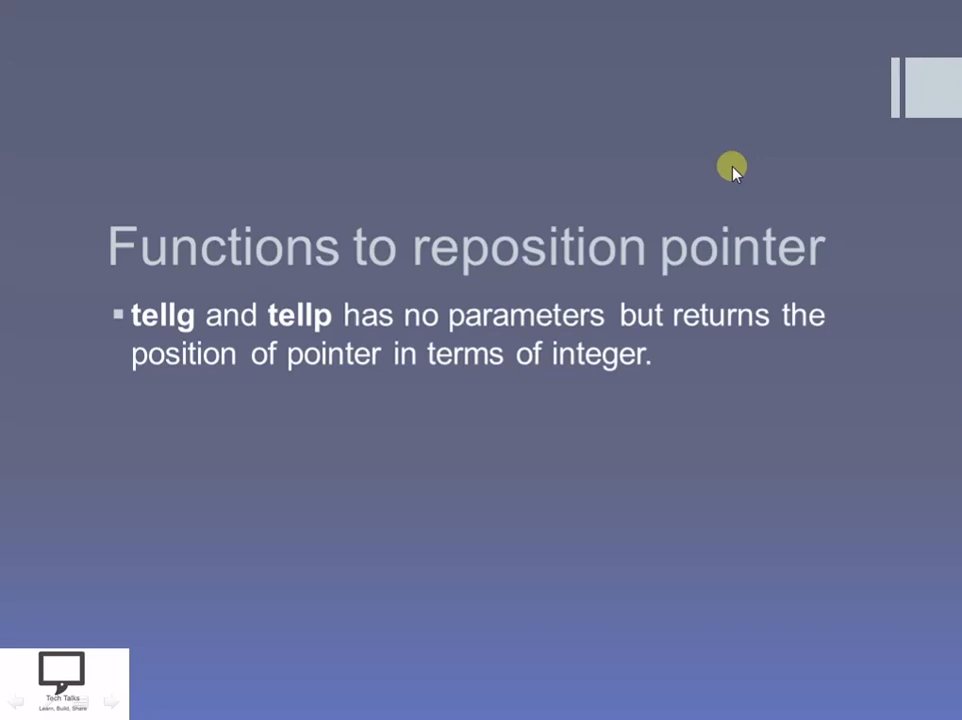 Functions to reposition pointer
tellg and tellp has no parameters but returns the
position of pointer in terms of integer.
Tech Talks
Learn, Build, Share